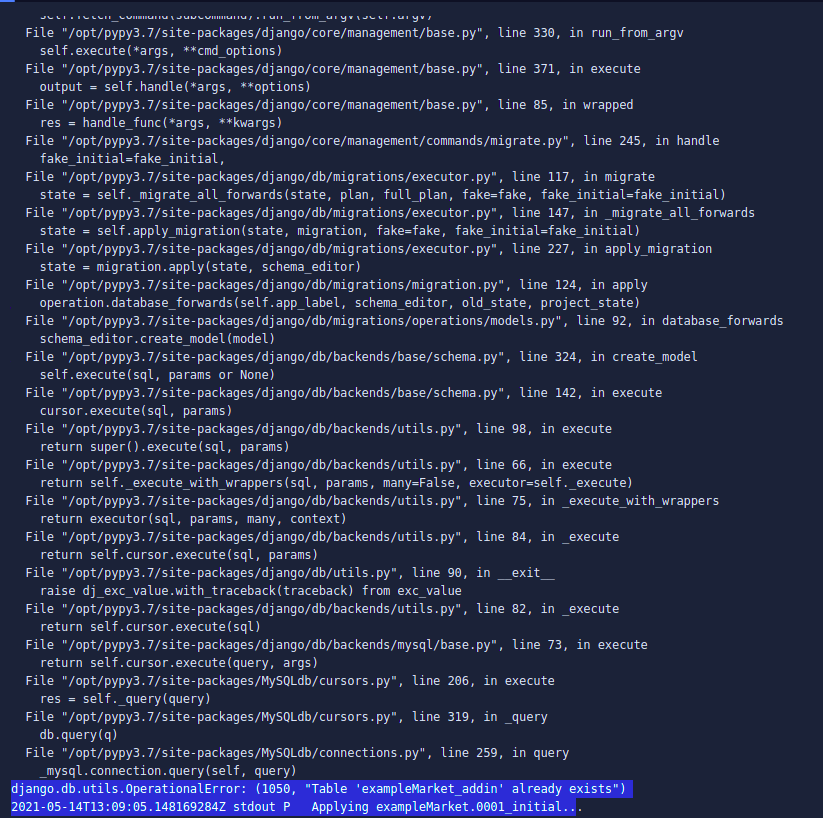 self.fetch_command(subcommand).run_from_argv(self.argv)
File "/opt/pypy3.7/site-packages/django/core/management/base.py", line 330, in run_from_argv
self.execute(*args, **cmd_options)
File "/opt/pypy3.7/site-packages/django/core/management/base.py", line 371, in execute
output = self.handle(*args, **options)
File "/opt/pypy3.7/site-packages/django/core/management/base.py", line 85, in wrapped
res = handle_func(*args, **kwargs)
File "/opt/pypy3.7/site-packages/django/core/management/commands/migrate.py", line 245, in handle
fake_initial=fake_initial,
File "/opt/pypy3.7/site-packages/django/db/migrations/executor.py", line 117, in migrate
state = self._migrate_all_forwards(state, plan, full_plan, fake=fake, fake_initial=fake_initial)
File "/opt/pypy3.7/site-packages/django/db/migrations/executor.py", line 147, in _migrate_all_forwards
state = self.apply_migration(state, migration, fake=fake, fake_initial=fake_initial)
File "/opt/pypy3.7/site-packages/django/db/migrations/executor.py", line 227, in apply_migration
state = migration.apply(state, schema_editor)
File "/opt/pypy3.7/site-packages/django/db/migrations/migration.py", line 124, in apply
operation.database_forwards(self.app_label, schema_editor, old_state, project_state)
File "/opt/pypy3.7/site-packages/django/db/migrations/operations/models.py", line 92, in database_forwards
schema_editor.create_model(model)
File "/opt/pypy3.7/site-packages/django/db/backends/base/schema.py", line 324, in create_model
self.execute(sql, params or None)
File "/opt/pypy3.7/site-packages/django/db/backends/base/schema.py", line 142, in execute
cursor.execute(sql, params)
File "/opt/pypy3.7/site-packages/django/db/backends/utils.py", line 98, in execute
return super().execute(sql, params)
File "/opt/pypy3.7/site-packages/django/db/backends/utils.py", line 66, in execute
return self._execute_with_wrappers(sql, params, many=False, executor=self._execute)
File "/opt/pypy3.7/site-packages/django/db/backends/utils.py", line 75, in _execute_with_wrappers
return executor(sql, params, many, context)
File "/opt/pypy3.7/site-packages/django/db/backends/utils.py", line 84, in _execute
return self.cursor.execute(sql, params)
File "/opt/pypy3.7/site-packages/django/db/utils.py", line 90, in __exit__
raise dj_exc_value.with_traceback(traceback) from exc_value
File "/opt/pypy3.7/site-packages/django/db/backends/utils.py", line 82, in _execute
return self.cursor.execute(sql)
File "/opt/pypy3.7/site-packages/django/db/backends/mysql/base.py", line 73, in execute
return self.cursor.execute(query, args)
File "/opt/pypy3.7/site-packages/MySQLdb/cursors.py", line 206, in execute
res = self._query(query)
File "/opt/pypy3.7/site-packages/MySQLdb/cursors.py", line 319, in _query
db.query(q)
File "/opt/pypy3.7/site-packages/MySQLdb/connections.py", line 259, in query
_mysql.connection.query(self, query)
django.db.utils.OperationalError: (1050, "Table 'exampleMarket_addin' already exists")
2021-05-14T13:09:05.148169284Z stdout P   Applying exampleMarket.0001_initial...